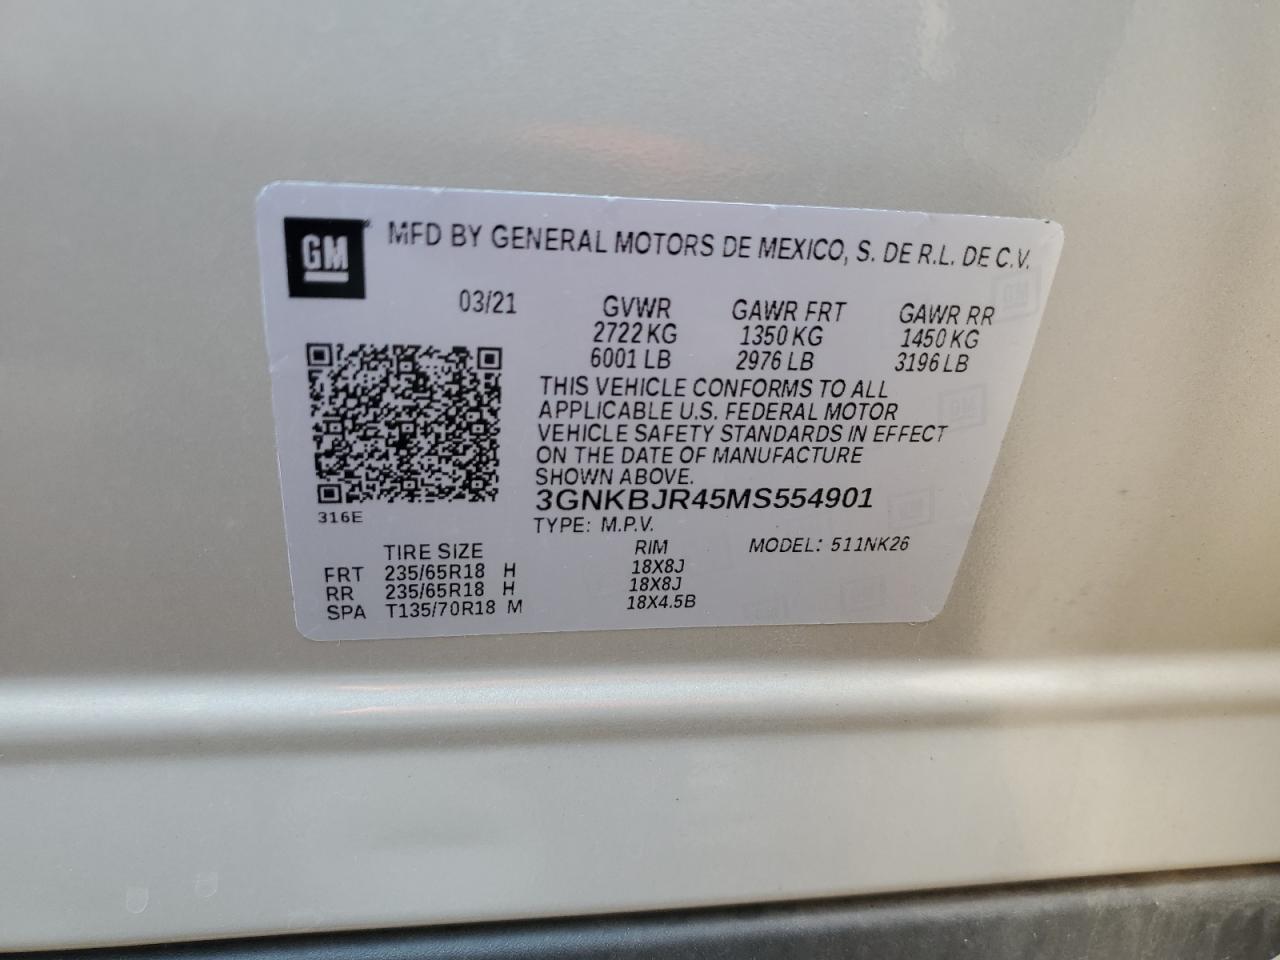 GM
MFD BY GENERAL MOTORS DE MEXICO, S. DE R.L. DE C.V.
03/21 GVWR GAWR FRT GAWR RR
2722 KG 1350 KG 1450 KG
6001 LB 2976 LB 3196 LB
THIS VEHICLE CONFORMS TO ALL
APPLICABLE U.S. FEDERAL MOTOR
VEHICLE SAFETY STANDARDS IN EFFECT
ON THE DATE OF MANUFACTURE
SHOWN ABOVE.
3GNKBJR45MS554901
316E
TYPE: M.P.V.
TIRE SIZE RIM MODEL: 511NK26
FRT 235/65R18 H 18X8J
RR 235/65R18 H 18X8J
SPA T135/70R18 M 18X4.5B